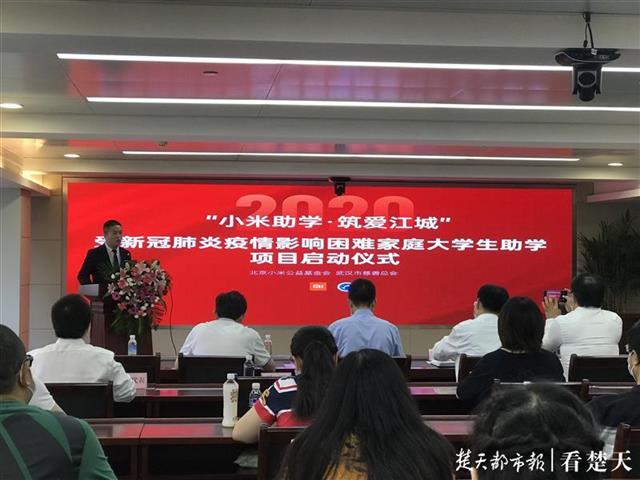 2020
“小米助学·筑爱江城”
受新冠肺炎疫情影响困难家庭大学生助学
项目启动仪式
北京小米公益基金会 武汉市慈善总会
mi
代表
楚天都市报 看楚天